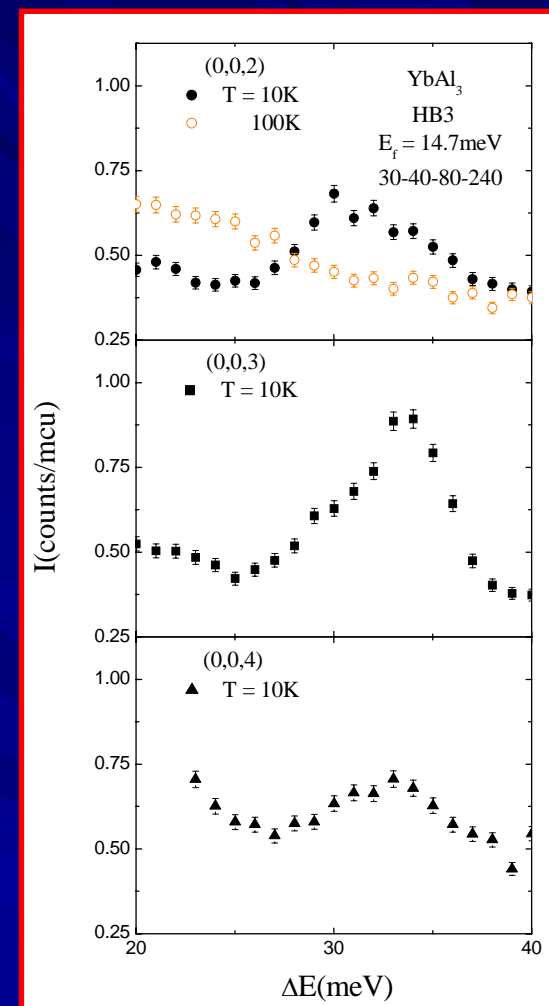 (0,0,2)
T = 10K
100K
YbAl3
HB3
Ef = 14.7meV
30-40-80-240
1.00
0.75
0.50
0.25
(0,0,3)
T = 10K
1.00
0.75
0.50
0.25
(0,0,4)
T = 10K
1.00
0.75
0.50
0.25
I(counts/mcu)
20 30 40
ΔE(meV)